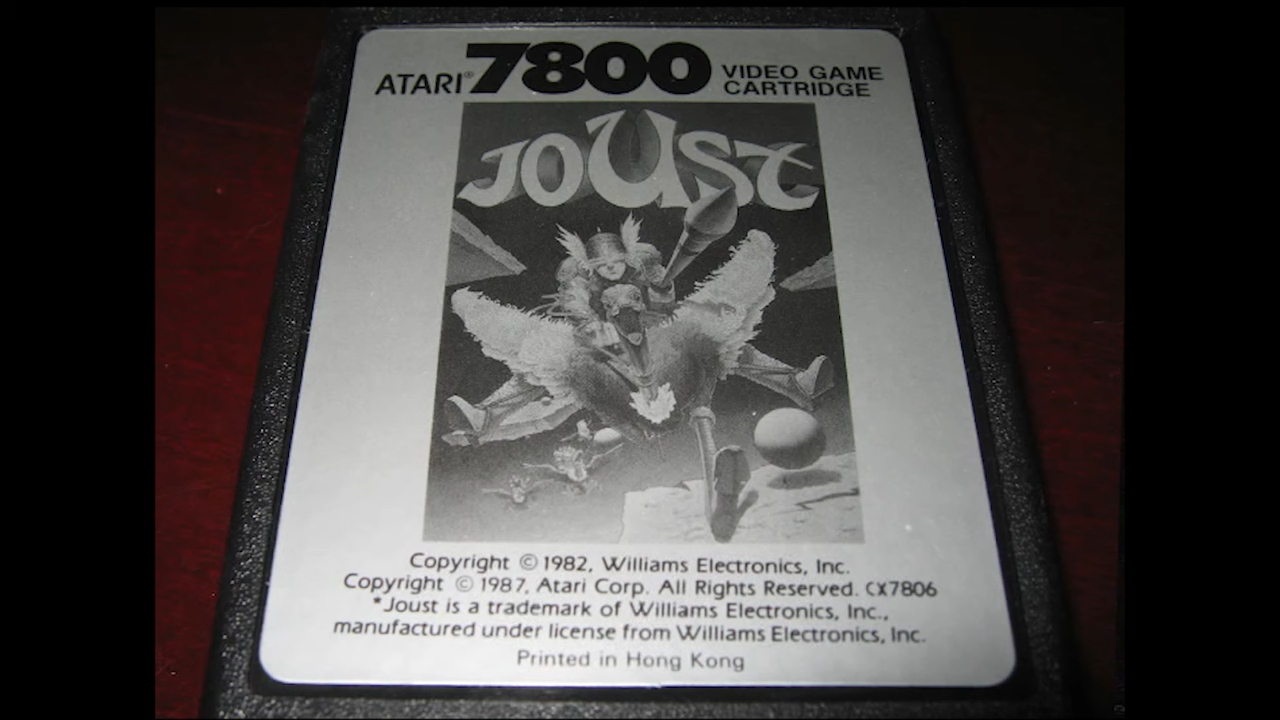 ATARI® 7800 VIDEO GAME
CARTRIDGE
JOUST
Copyright © 1982, Williams Electronics, Inc.
Copyright © 1987, Atari Corp. All Rights Reserved. CX7806
*Joust is a trademark of Williams Electronics, Inc.,
manufactured under license from Williams Electronics, Inc.
Printed in Hong Kong